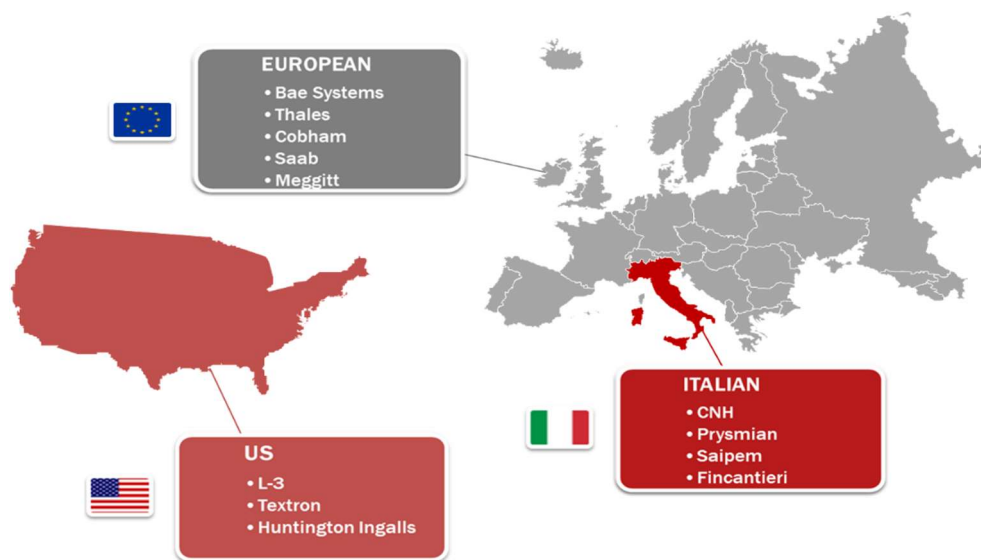 EUROPEAN
• Bae Systems
• Thales
• Cobham
• Saab
• Meggitt
ITALIAN
• CNH
• Prysmian
• Saipem
• Fincantieri
US
• L-3
• Textron
• Huntington Ingalls